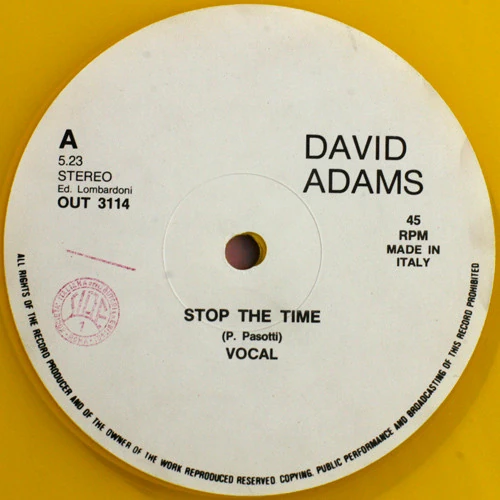 A
5.23
STEREO
Ed. Lombardoni
OUT 3114
DAVID
ADAMS
45
RPM
MADE IN
ITALY
STOP THE TIME
(P. Pasotti)
VOCAL
ALL RIGHTS OF THE RECORD PRODUCER AND OF THE OWNER OF THE WORK REPRODUCED RESERVED COPYING, PUBLIC PERFORMANCE AND BROADCASTING OF THIS RECORD PROHIBITED